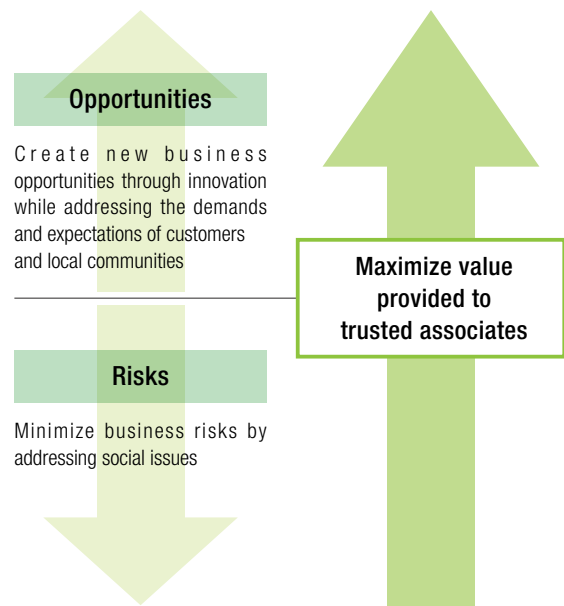 Opportunities
Create new business
opportunities through innovation
while addressing the demands
and expectations of customers
and local communities
Maximize value
provided to
trusted associates
Risks
Minimize business risks by
addressing social issues